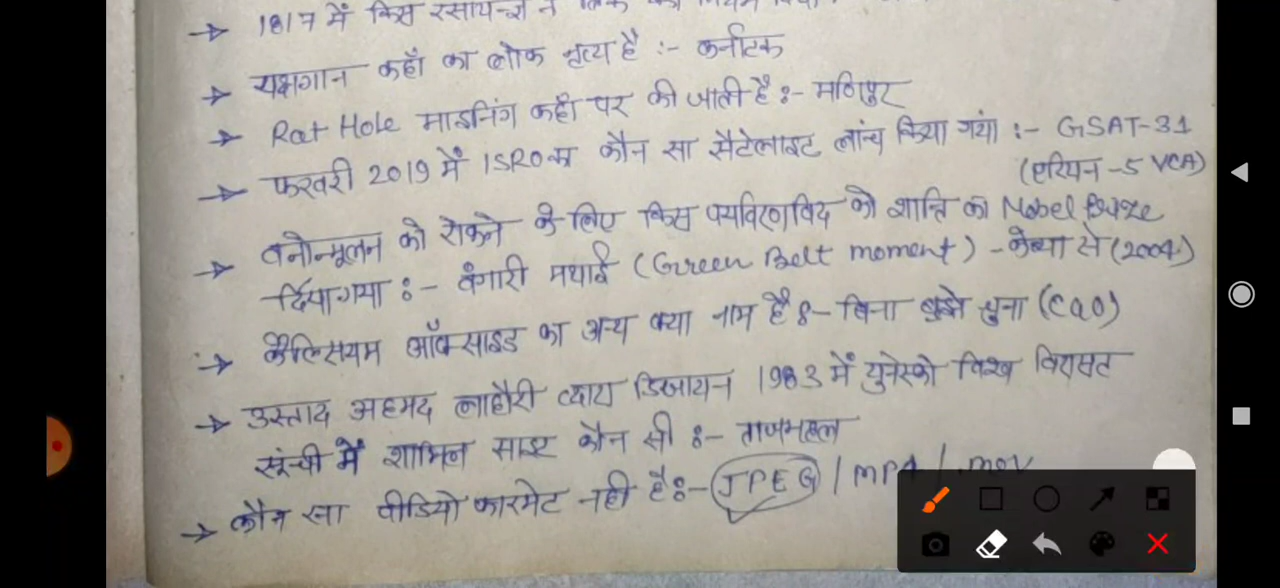 → 1817 में किस रसायनज्ञ ने
→ यक्षगान कहाँ का लोक नृत्य है :- कर्नाटक
→ Rat Hole माइनिंग कहाँ पर की जाती है :- मणिपुर
→ फरवरी 2019 में ISRO का कौन सा सैटेलाइट लांच किया गया :- GSAT-31
(एरियन -5 VCA)
→ वनोन्मूलन को रोकने के लिए किस पर्यावरणविद को शान्ति का Nobel Prize
दिया गया :- वंगारी मथाई (Green Belt moment) - केन्या से (2004)
→ कैल्सियम ऑक्साइड का अन्य क्या नाम है :- बिना बुझे चुना (CaO)
→ उस्ताद अहमद लाहौरी द्वारा डिजायन 1983 में युनेस्को विश्व विरासट
सूची में शामिल साइट कौन सी :- ताजमहल
→ कौन सा वीडियो फारमेट नही है :- JPEG / MP4 / .mov